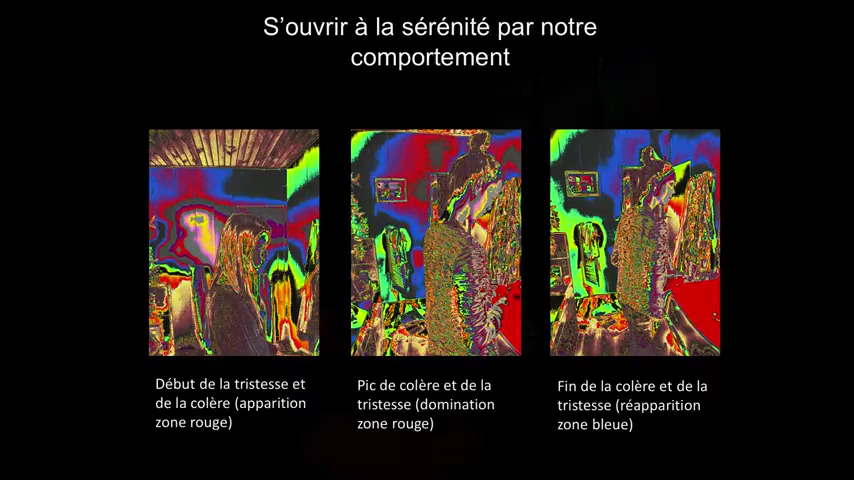 S’ouvrir à la sérénité par notre
comportement
Début de la tristesse et
de la colère (apparition
zone rouge)
Pic de colère et de la
tristesse (domination
zone rouge)
Fin de la colère et de la
tristesse (réapparition
zone bleue)